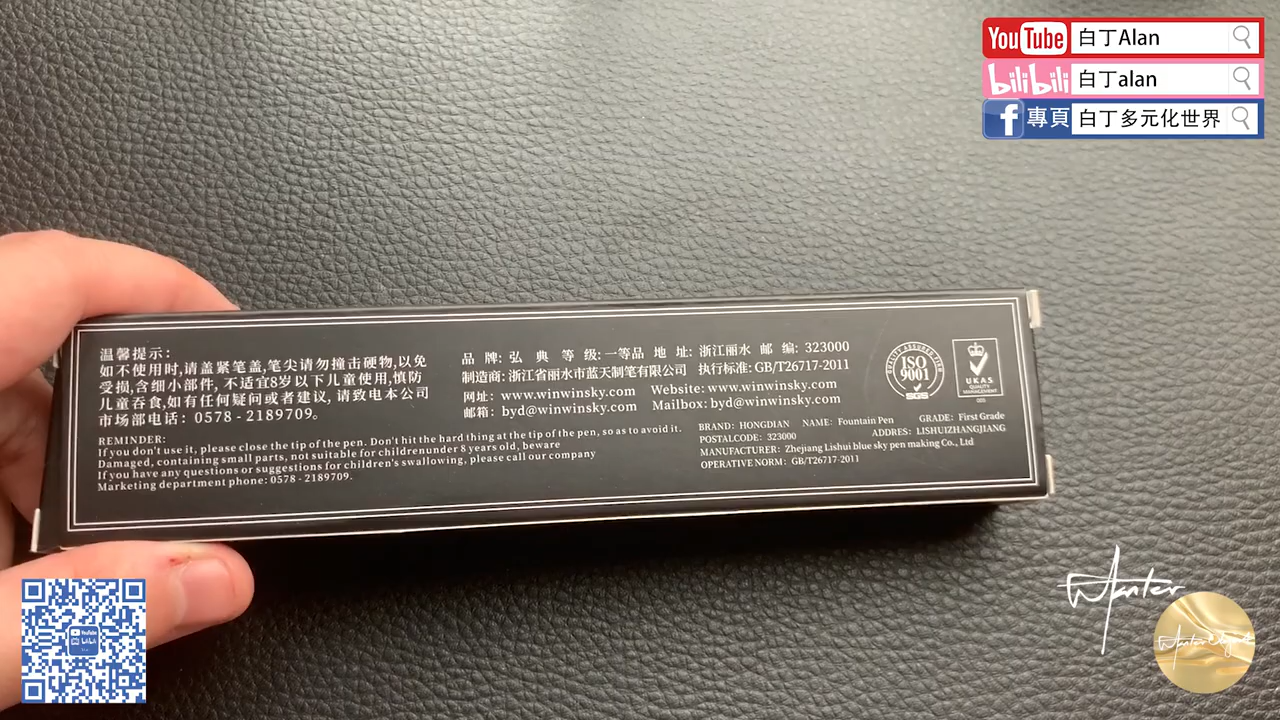 YouTube 白丁Alan
bilibili 白丁alan
f 專頁 白丁多元化世界
温馨提示:
如不使用时,请盖紧笔盖,笔尖请勿撞击硬物,以免
受损,含细小部件, 不适宜8岁以下儿童使用,慎防
儿童吞食,如有任何疑问或者建议, 请致电本公司
市场部电话: 0578 - 2189709。
REMINDER:
If you don't use it, please close the tip of the pen. Don't hit the hard thing at the tip of the pen, so as to avoid it.
Damaged, containing small parts, not suitable for childrenunder 8 years old, beware
If you have any questions or suggestions for children's swallowing, please call our company
Marketing department phone: 0578 - 2189709.
品 牌: 弘 典 等 级: 一等品 地 址: 浙江丽水 邮 编: 323000
制造商: 浙江省丽水市蓝天制笔有限公司 执行标准: GB/T26717-2011
网址: www.winwinsky.com Website: www.winwinsky.com
邮箱: byd@winwinsky.com Mailbox: byd@winwinsky.com
BRAND: HONGDIAN NAME: Fountain Pen GRADE: First Grade
POSTALCODE: 323000 ADDRES: LISHUIZHANGJIANG
MANUFACTURER: Zhejiang Lishui blue sky pen making Co., Ltd
OPERATIVE NORM: GB/T26717-2011
QUALITY ASSURED FIRM
ISO
9001
SGS
UKAS
QUALITY
MANAGEMENT
005
YouTube